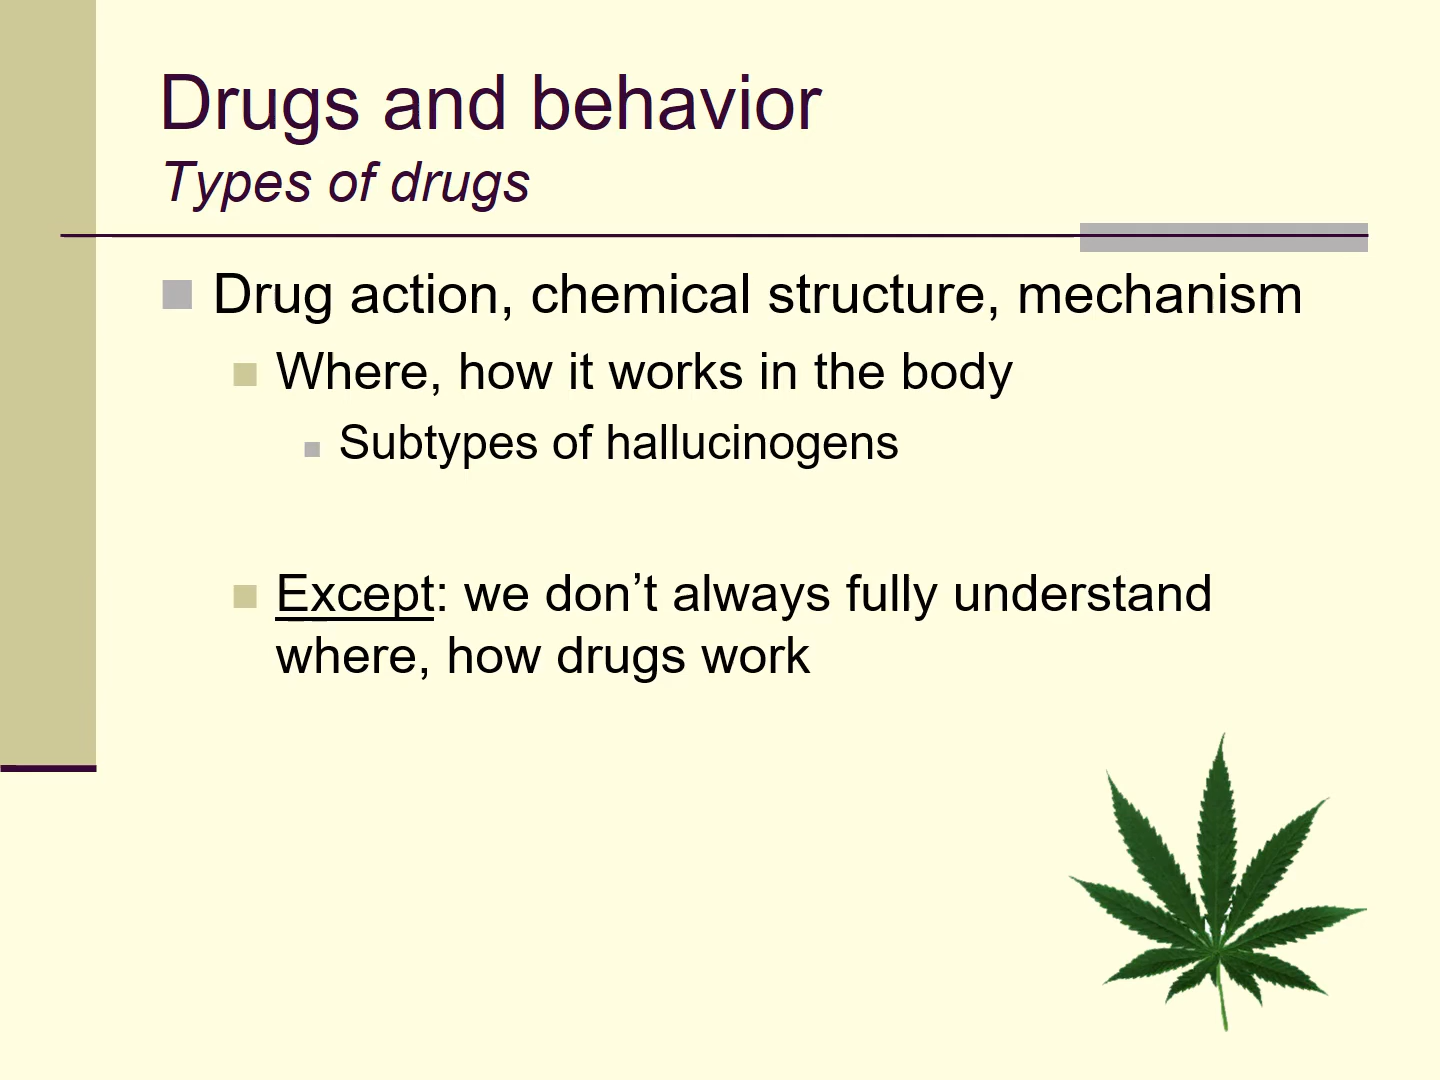 Drugs and behavior
Types of drugs
Drug action, chemical structure, mechanism
Where, how it works in the body
Subtypes of hallucinogens
Except: we don’t always fully understand
where, how drugs work